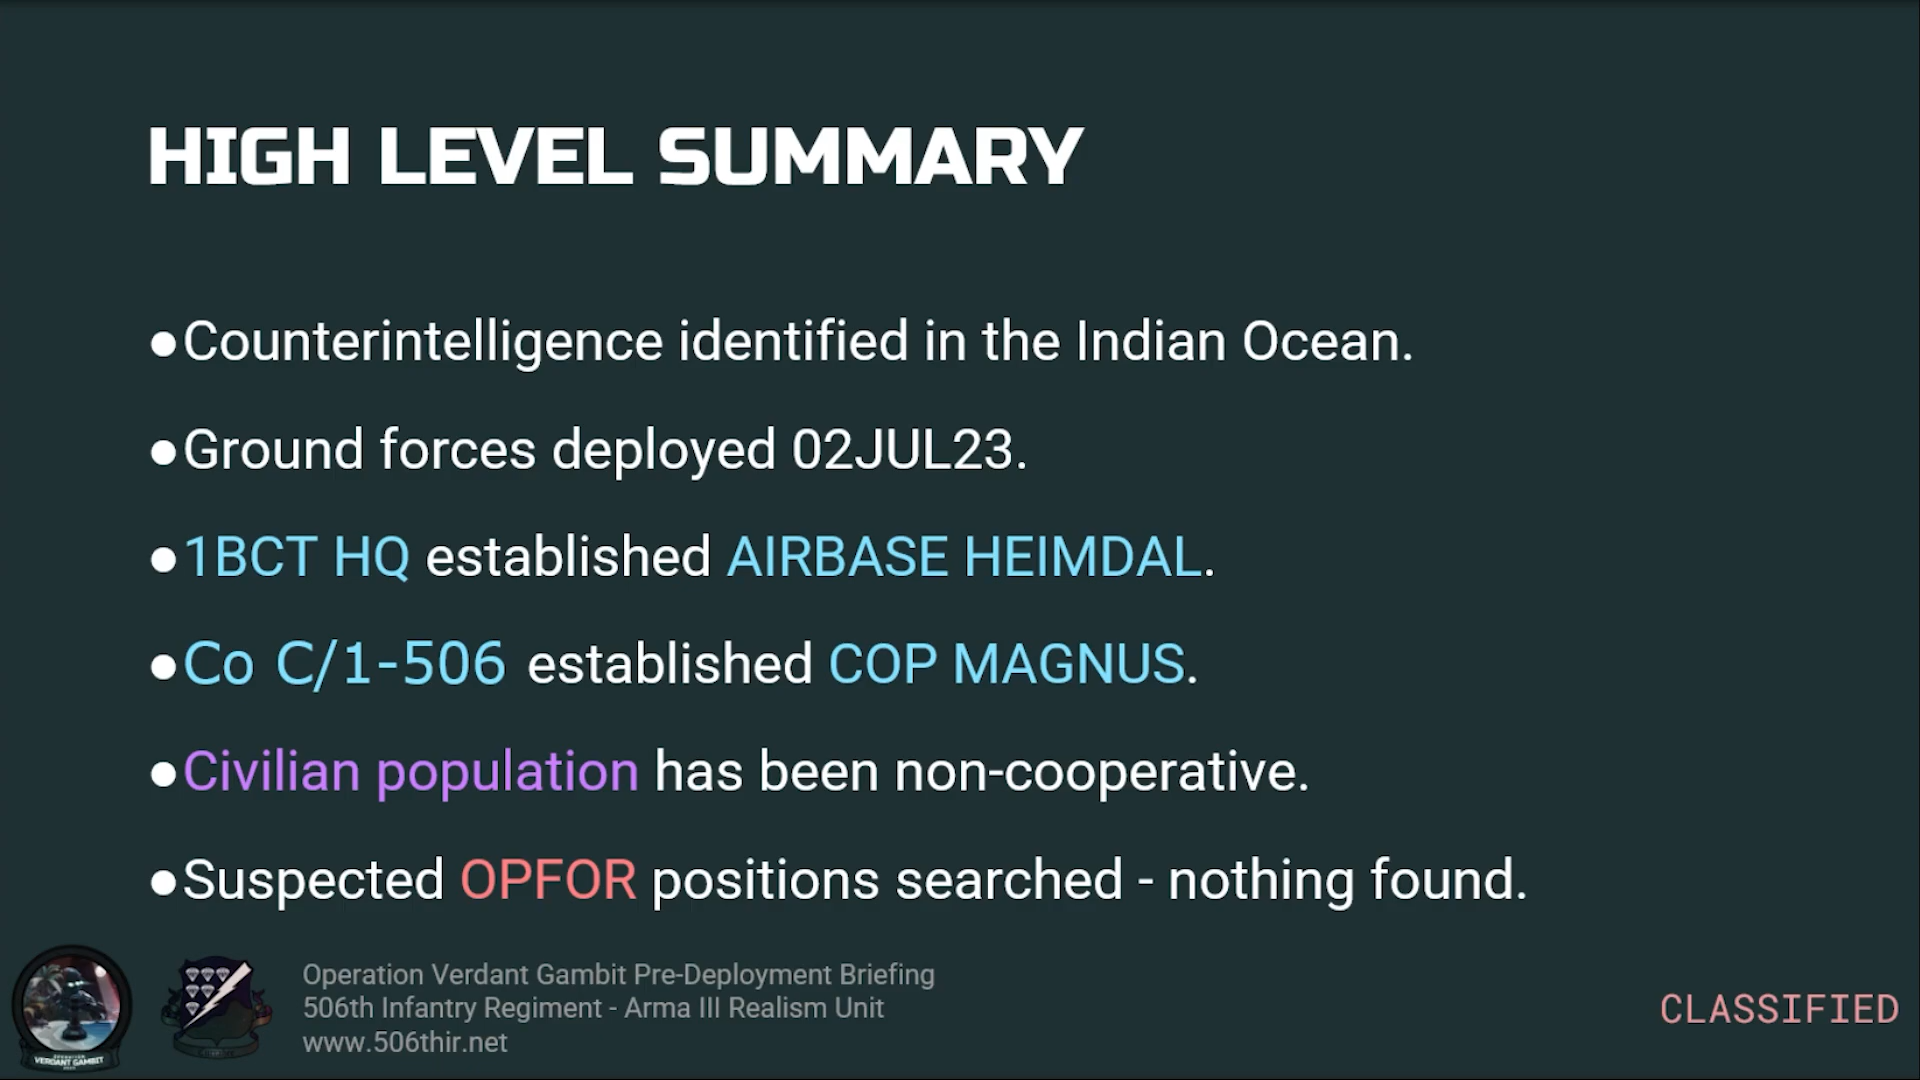 HIGH LEVEL SUMMARY
●Counterintelligence identified in the Indian Ocean.
●Ground forces deployed 02JUL23.
●1BCT HQ established AIRBASE HEIMDAL.
●Co C/1-506 established COP MAGNUS.
●Civilian population has been non-cooperative.
●Suspected OPFOR positions searched - nothing found.
Operation Verdant Gambit Pre-Deployment Briefing
506th Infantry Regiment - Arma III Realism Unit
www.506thir.net
CLASSIFIED
VERDANT GAMBIT